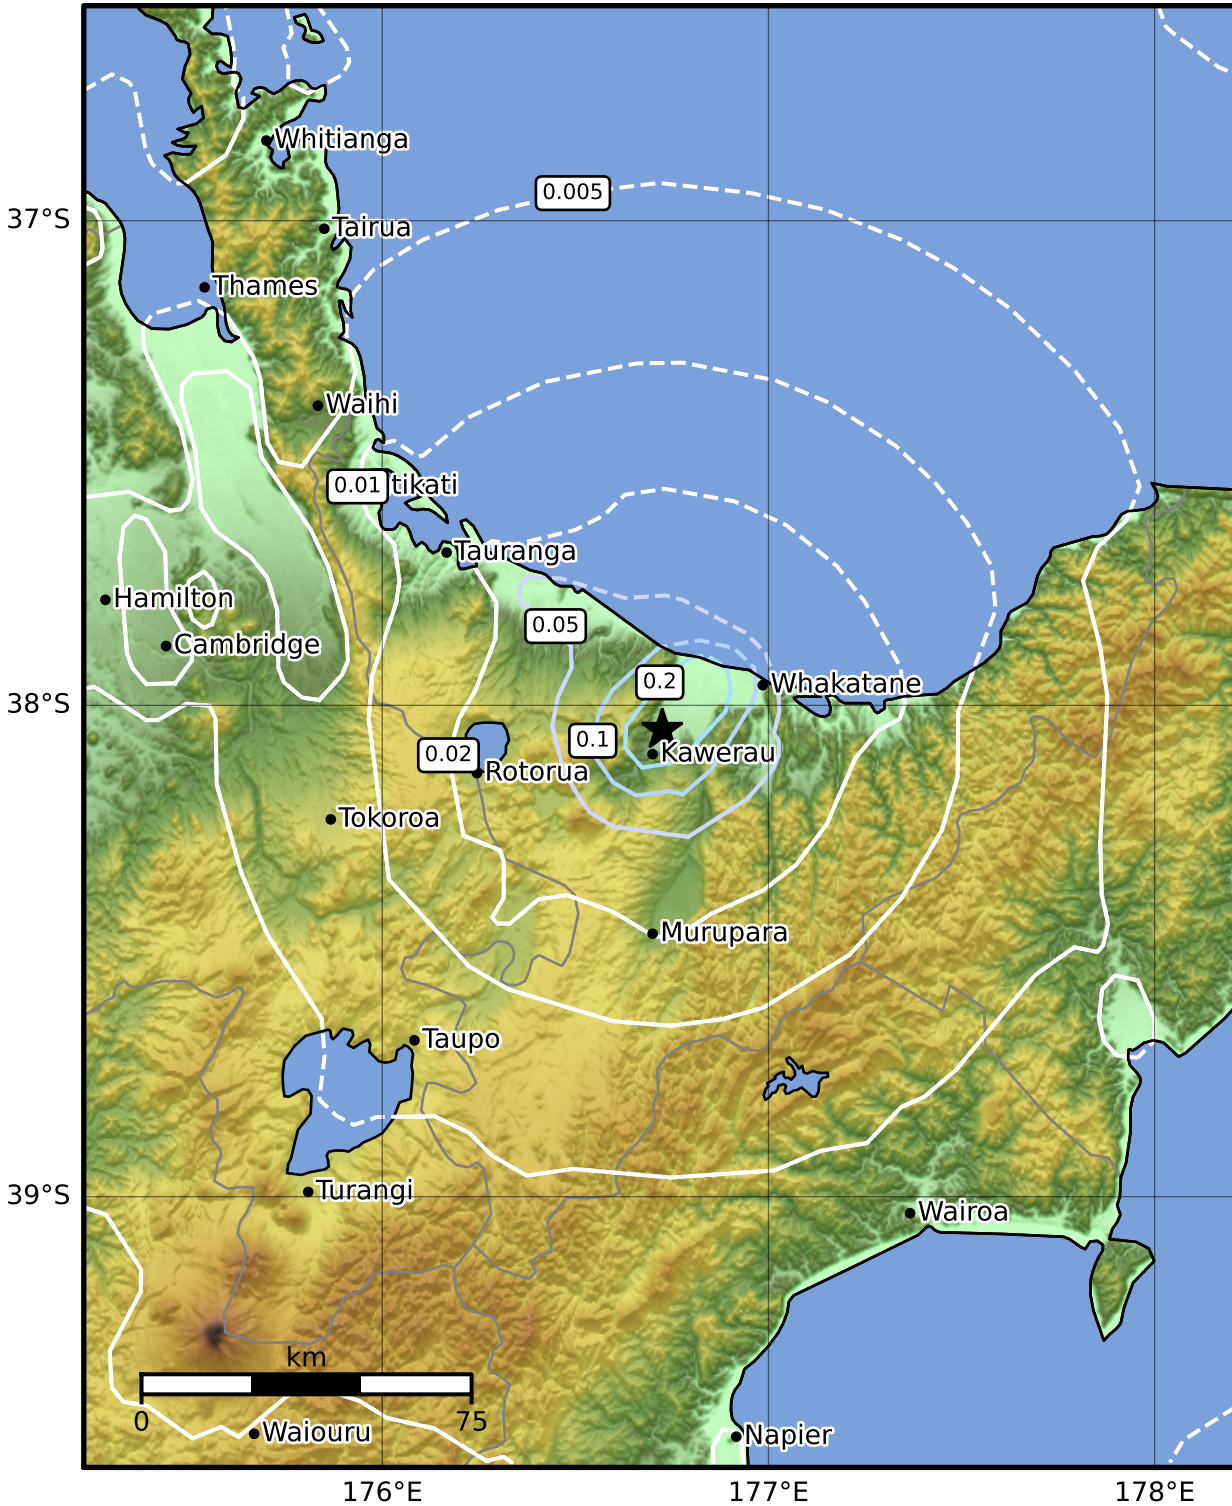 Whitianga
0.005
37°S
Tairua
Thames
Waihi
0.01
tikati
Tauranga
Hamilton
0.05
Cambridge
0.2
Whakatane
38°S
0.1
0.02
Kawerau
Rotorua
Tokoroa
Murupara
Taupo
Turangi
39°S
Wairoa
km
0
75
Waiouru
Napier
176°E
177°E
178°E